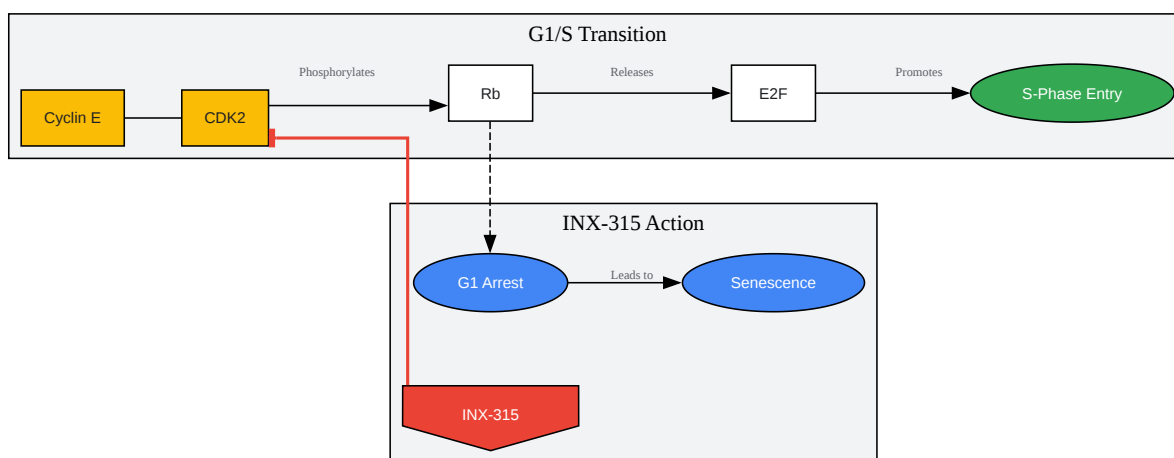 G1/S Transition
Phosphorylates
Releases
Promotes
Cyclin E
CDK2
Rb
E2F
S-Phase Entry
INX-315 Action
G1 Arrest
Leads to
Senescence
INX-315